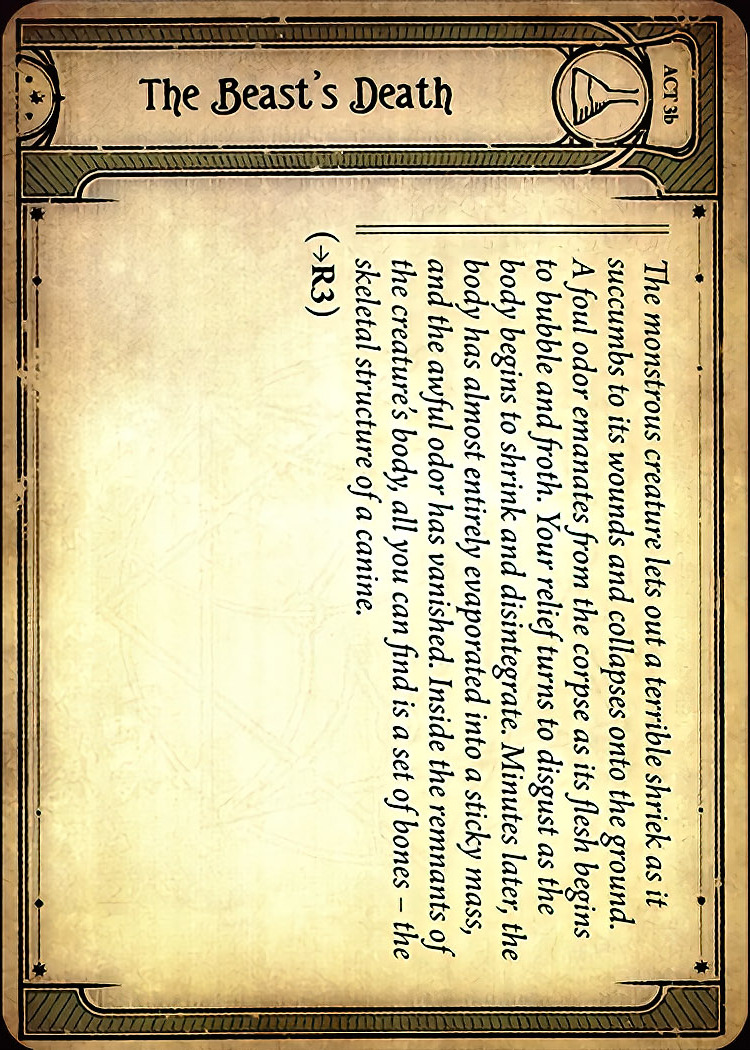 ACT 3b
The Beast's Death
The monstrous creature lets out a terrible shriek as it
succumbs to its wounds and collapses onto the ground.
A foul odor emanates from the corpse as its flesh begins
to bubble and froth. Your relief turns to disgust as the
body begins to shrink and disintegrate. Minutes later, the
body has almost entirely evaporated into a sticky mass,
and the awful odor has vanished. Inside the remnants of
the creature's body, all you can find is a set of bones – the
skeletal structure of a canine.
(→R3)